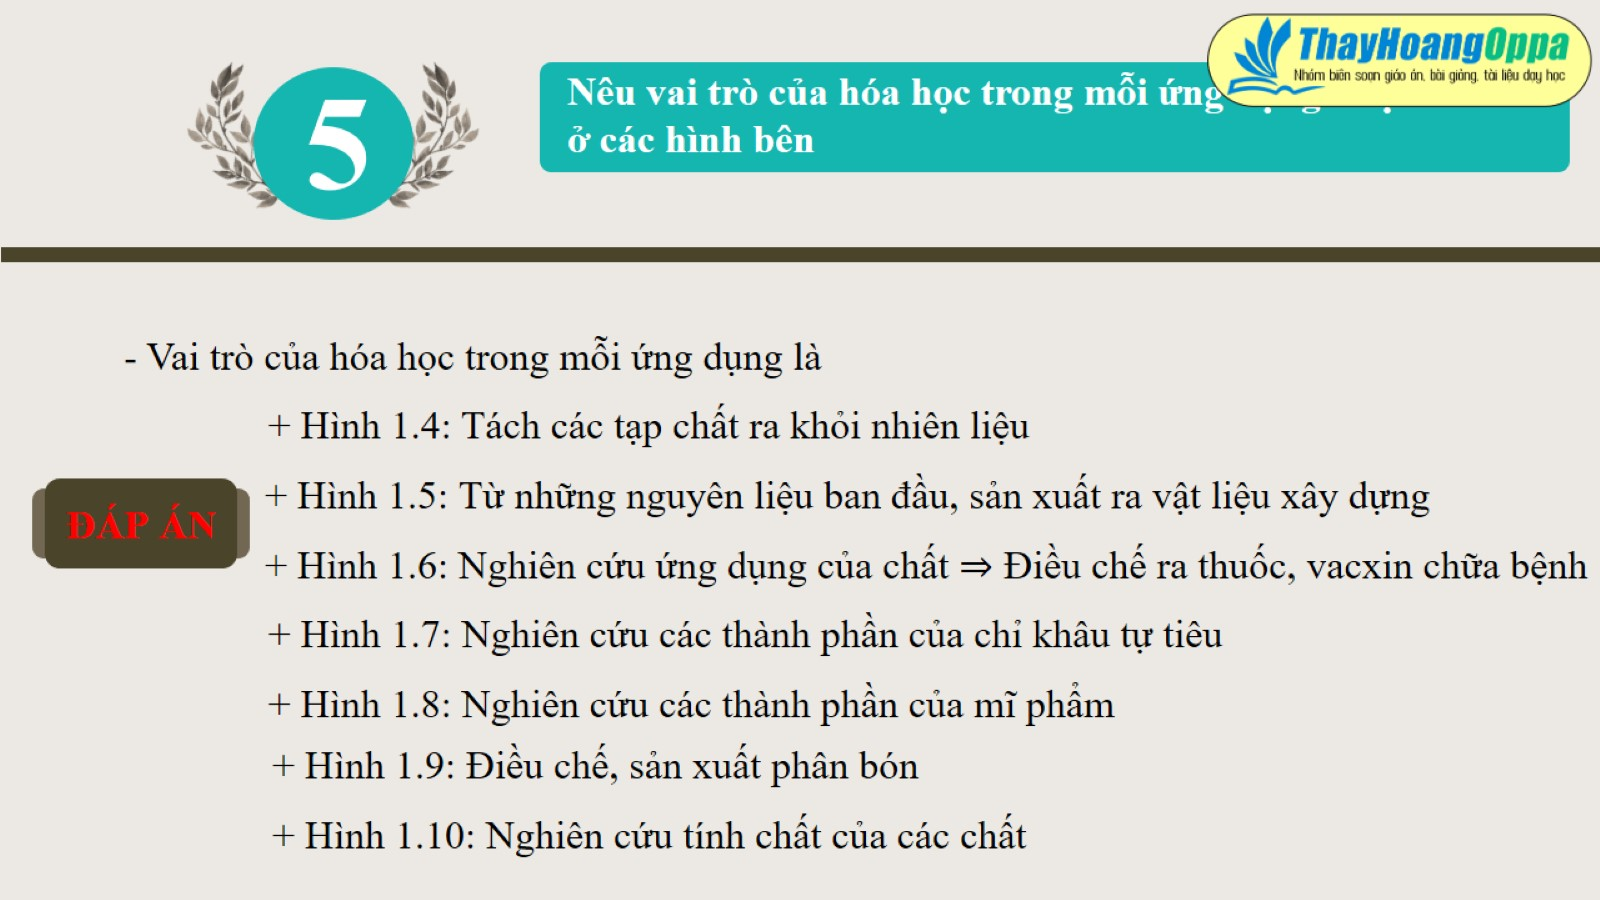 ThayHoangOppa
Nhóm biên soạn giáo án, bài giảng, tài liệu dạy học
5
Nêu vai trò của hóa học trong mỗi ứng
ở các hình bên
- Vai trò của hóa học trong mỗi ứng dụng là
+ Hình 1.4: Tách các tạp chất ra khỏi nhiên liệu
+ Hình 1.5: Từ những nguyên liệu ban đầu, sản xuất ra vật liệu xây dựng
ĐÁP ÁN
+ Hình 1.6: Nghiên cứu ứng dụng của chất ⇒ Điều chế ra thuốc, vacxin chữa bệnh
+ Hình 1.7: Nghiên cứu các thành phần của chỉ khâu tự tiêu
+ Hình 1.8: Nghiên cứu các thành phần của mĩ phẩm
+ Hình 1.9: Điều chế, sản xuất phân bón
+ Hình 1.10: Nghiên cứu tính chất của các chất